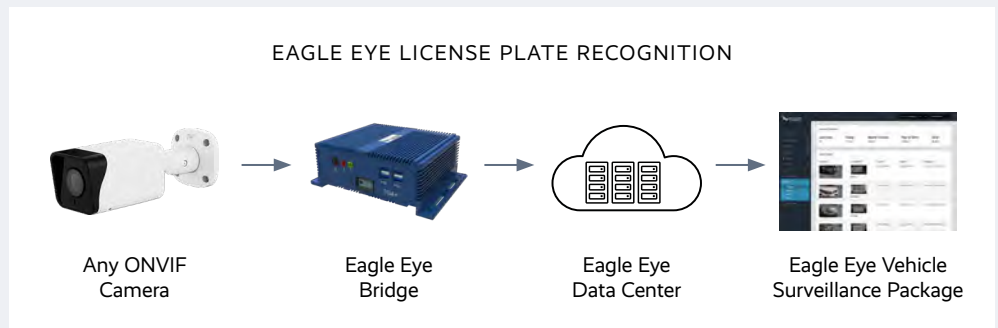 EAGLE EYE LICENSE PLATE RECOGNITION
Any ONVIF
Camera
Eagle Eye
Bridge
Eagle Eye
Data Center
Eagle Eye Vehicle
Surveillance Package